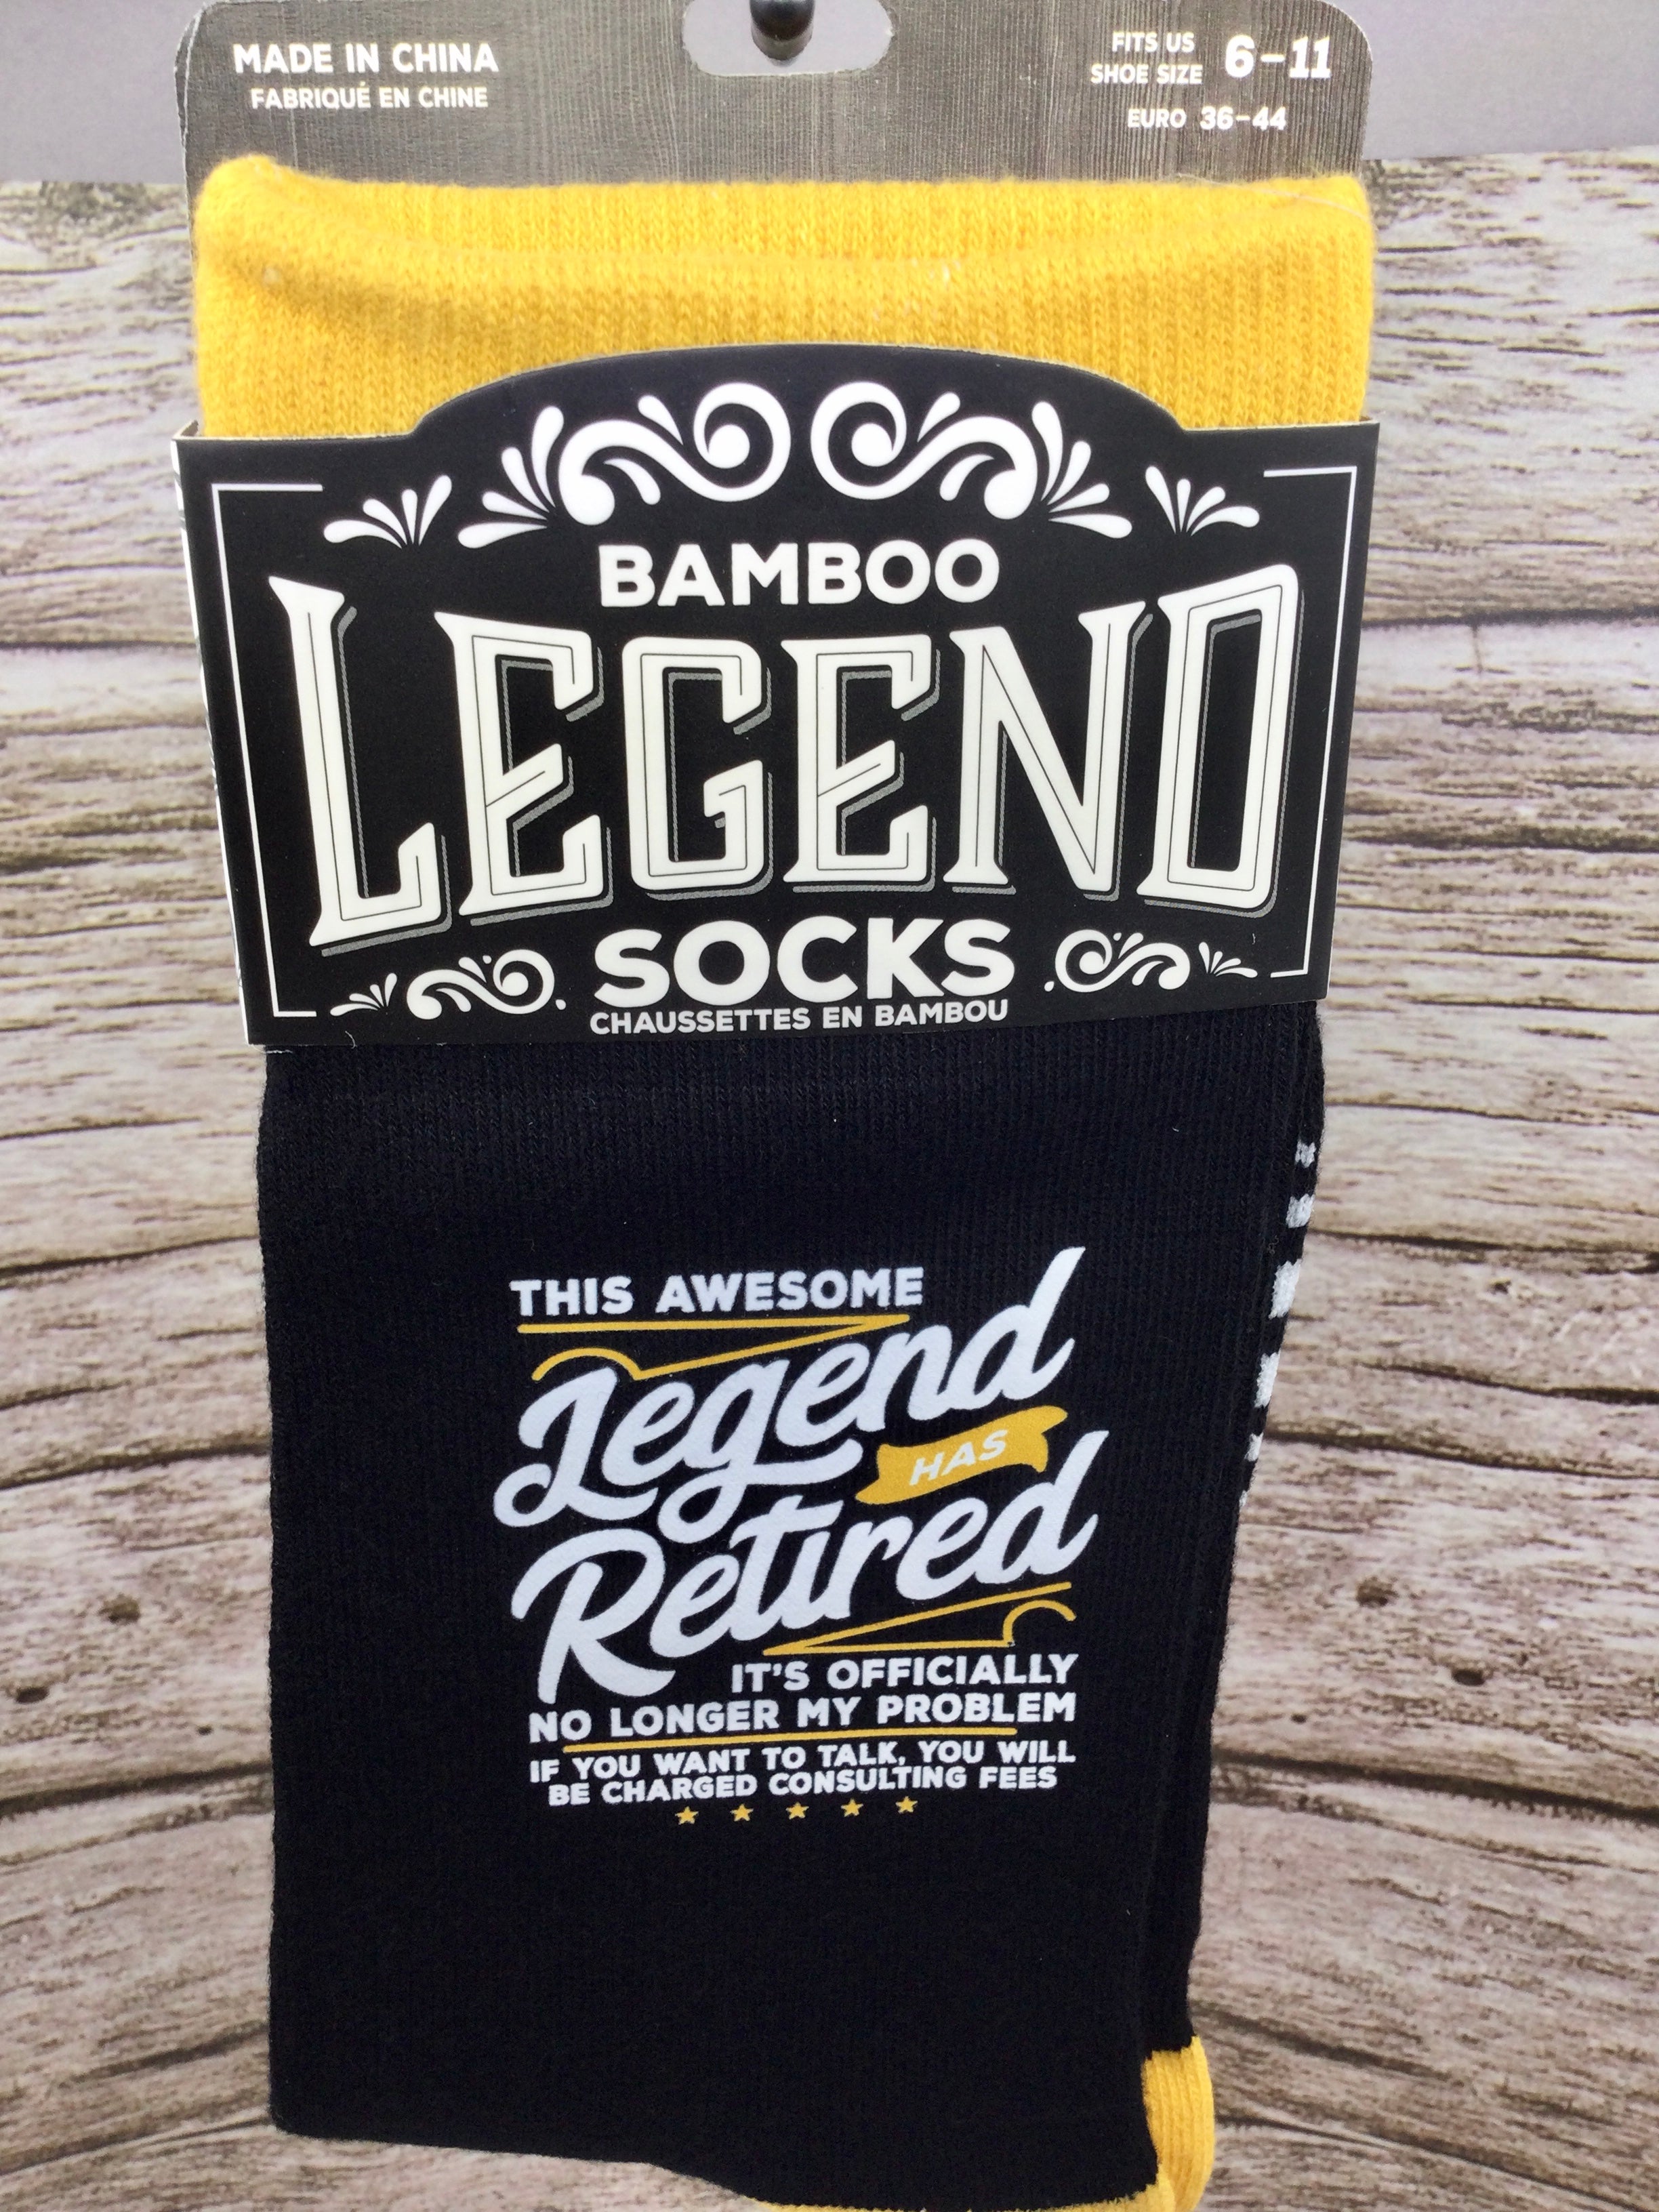 MADE IN CHINA
FABRIQUÉ EN CHINE
FITS US
SHOE SIZE 6-11
EURO 36-44
BAMBOO
LEGEND
SOCKS
CHAUSSETTES EN BAMBOU
THIS AWESOME
Legend
HAS
Retired
IT'S OFFICIALLY
NO LONGER MY PROBLEM
IF YOU WANT TO TALK, YOU WILL
BE CHARGED CONSULTING FEES